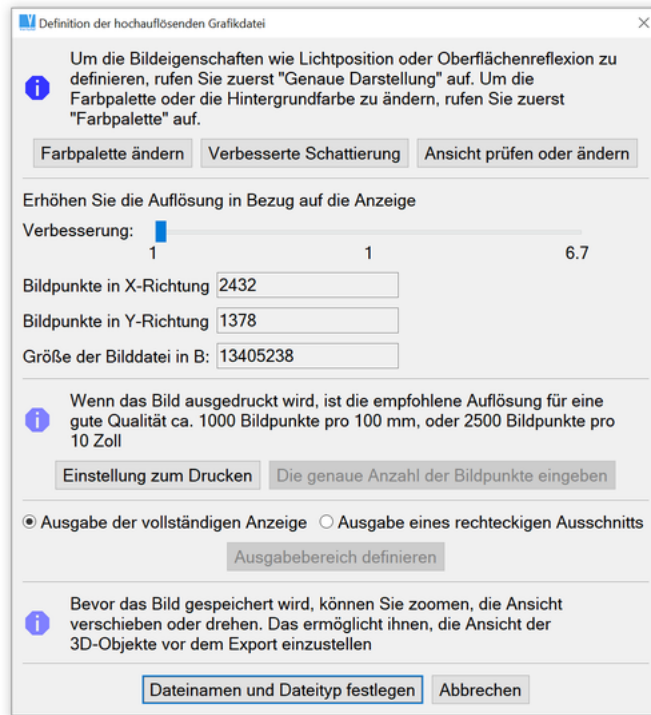 Definition der hochauflösenden Grafikdatei
Um die Bildeigenschaften wie Lichtposition oder Oberflächenreflexion zu
definieren, rufen Sie zuerst "Genaue Darstellung" auf. Um die
Farbpalette oder die Hintergrundfarbe zu ändern, rufen Sie zuerst
"Farbpalette" auf.
Farbpalette ändern Verbesserte Schattierung Ansicht prüfen oder ändern
Erhöhen Sie die Auflösung in Bezug auf die Anzeige
Verbesserung:
1 1 6.7
Bildpunkte in X-Richtung 2432
Bildpunkte in Y-Richtung 1378
Größe der Bilddatei in B: 13405238
Wenn das Bild ausgedruckt wird, ist die empfohlene Auflösung für eine
gute Qualität ca. 1000 Bildpunkte pro 100 mm, oder 2500 Bildpunkte pro
10 Zoll
Einstellung zum Drucken Die genaue Anzahl der Bildpunkte eingeben
Ausgabe der vollständigen Anzeige Ausgabe eines rechteckigen Ausschnitts
Ausgabebereich definieren
Bevor das Bild gespeichert wird, können Sie zoomen, die Ansicht
verschieben oder drehen. Das ermöglicht ihnen, die Ansicht der
3D-Objekte vor dem Export einzustellen
Dateinamen und Dateityp festlegen Abbrechen